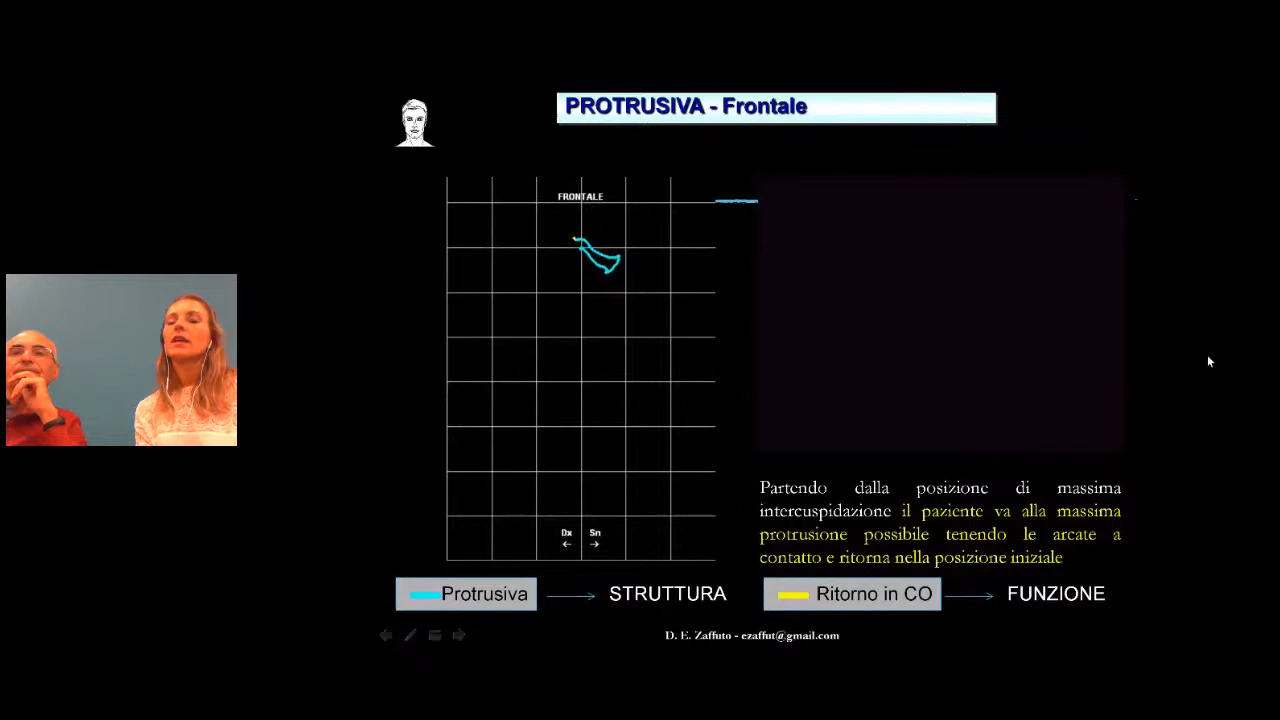 PROTRUSIVA - Frontale
FRONTALE
Dx Sn
Partendo dalla posizione di massima
intercuspidazione il paziente va alla massima
protrusione possibile tenendo le arcate a
contatto e ritorna nella posizione iniziale
Protrusiva STRUTTURA Ritorno in CO FUNZIONE
D. E. Zaffuto - ezaffut@gmail.com